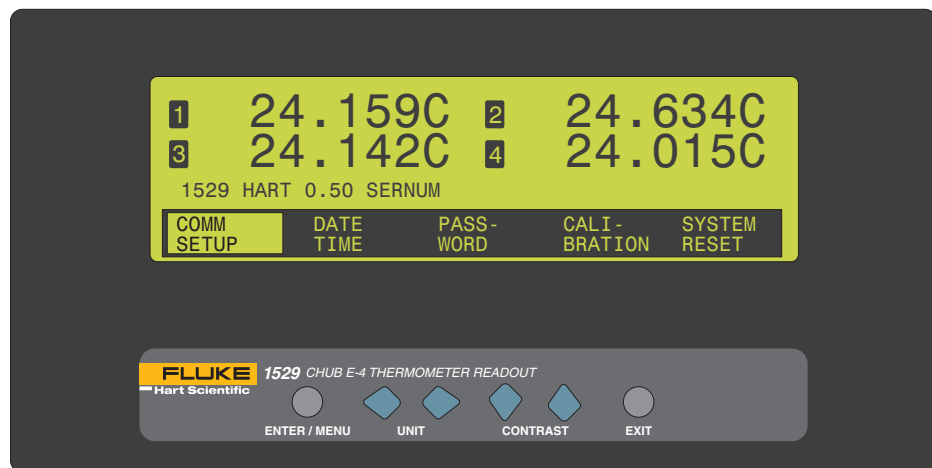 1 24.159C 2 24.634C
3 24.142C 4 24.015C
1529 HART 0.50 SERNUM
COMM DATE PASS- CALI- SYSTEM
SETUP TIME WORD BRATION RESET
FLUKE 1529 CHUB E-4 THERMOMETER READOUT
Hart Scientific
ENTER / MENU UNIT CONTRAST EXIT